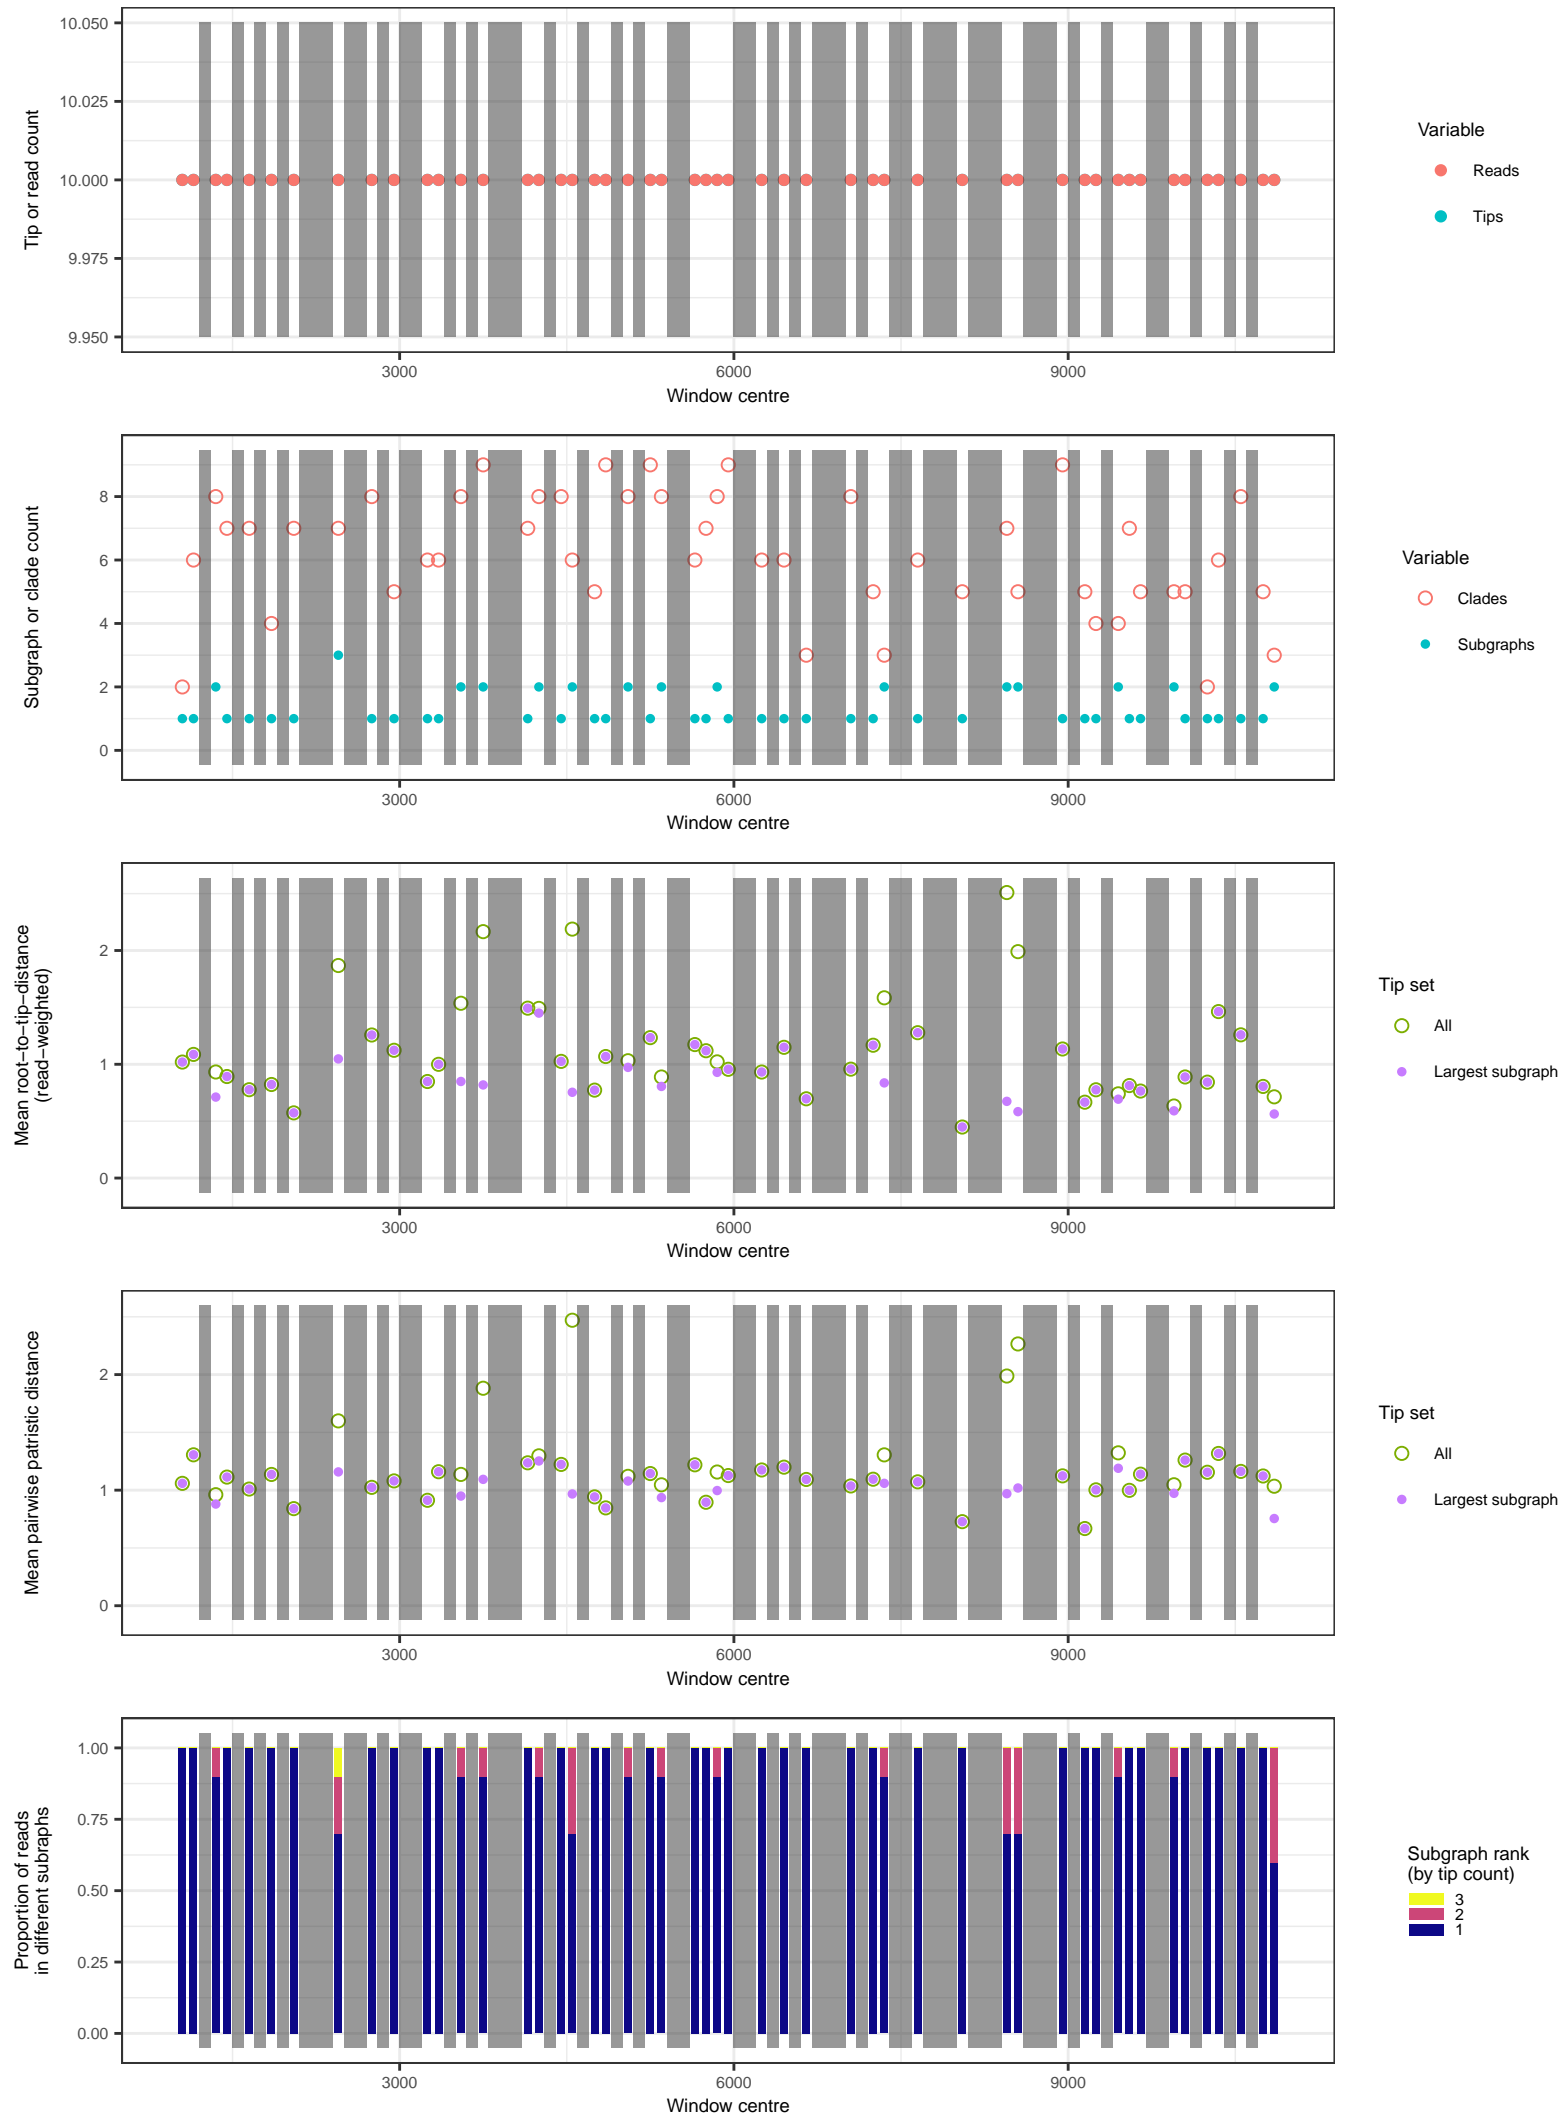 10.050
10.025
10.000
9.975
9.950
Tip or read count
3000
6000
9000
Window centre
Variable
Reads
Tips
8
6
4
2
0
Subgraph or clade count
3000
6000
9000
Window centre
Variable
Clades
Subgraphs
2
1
0
Mean root−to−tip−distance
(read−weighted)
3000
6000
9000
Window centre
Tip set
All
Largest subgraph
2
1
0
Mean pairwise patristic distance
3000
6000
9000
Window centre
Tip set
All
Largest subgraph
1.00
0.75
0.50
0.25
0.00
Proportion of reads
in different subraphs
3000
6000
9000
Window centre
Subgraph rank
(by tip count)
3
2
1